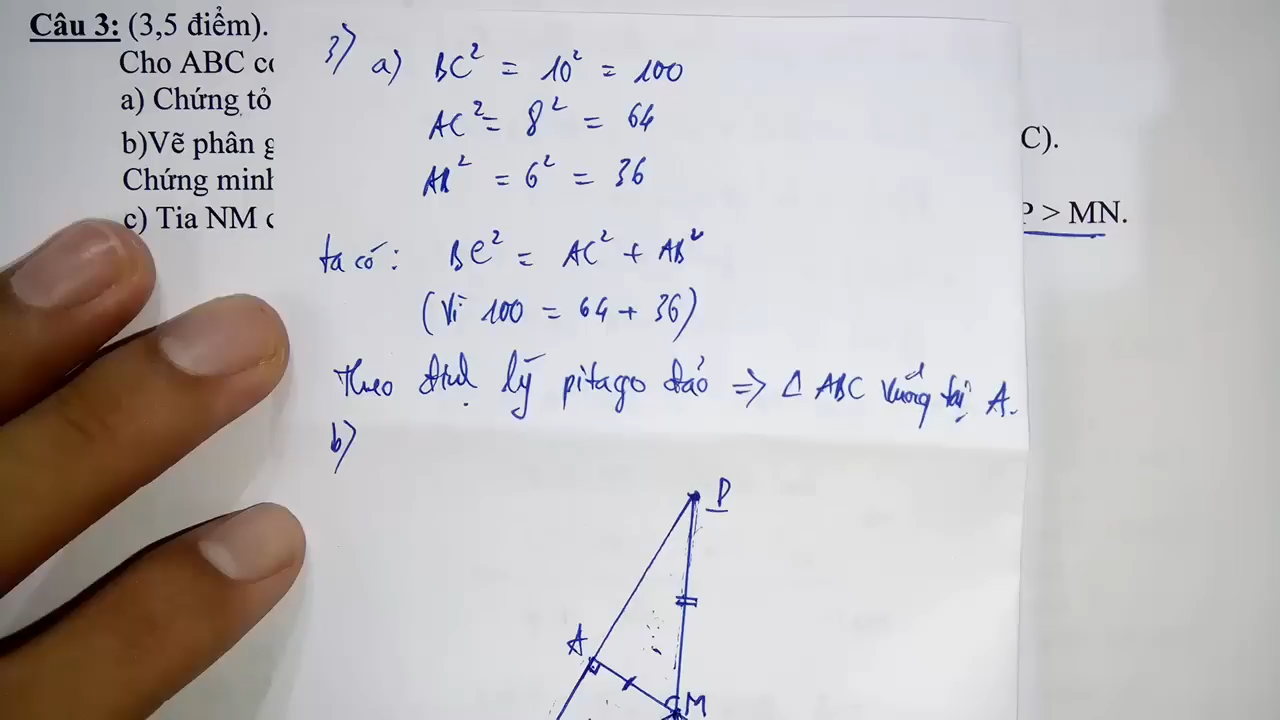 Câu 3: (3,5 điểm).
Cho ABC có
a) Chứng tỏ
b)Vẽ phân g
Chứng minh
c) Tia NM c
C).
P > MN.
3) a) BC² = 10² = 100
AC² = 8² = 64
AB² = 6² = 36
ta có: BC² = AC² + AB²
(Vì 100 = 64 + 36)
Theo định lý pitago đảo => Δ ABC vuông tại A.
b)
P
A
M